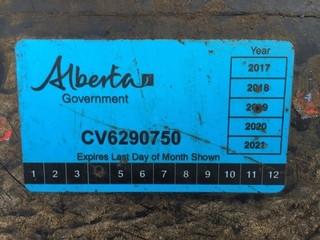 Alberta
Government
Year
2017
2018
2019
2020
2021
CV6290750
Expires Last Day of Month Shown
1 2 3 5 6 7 8 9 10 11 12